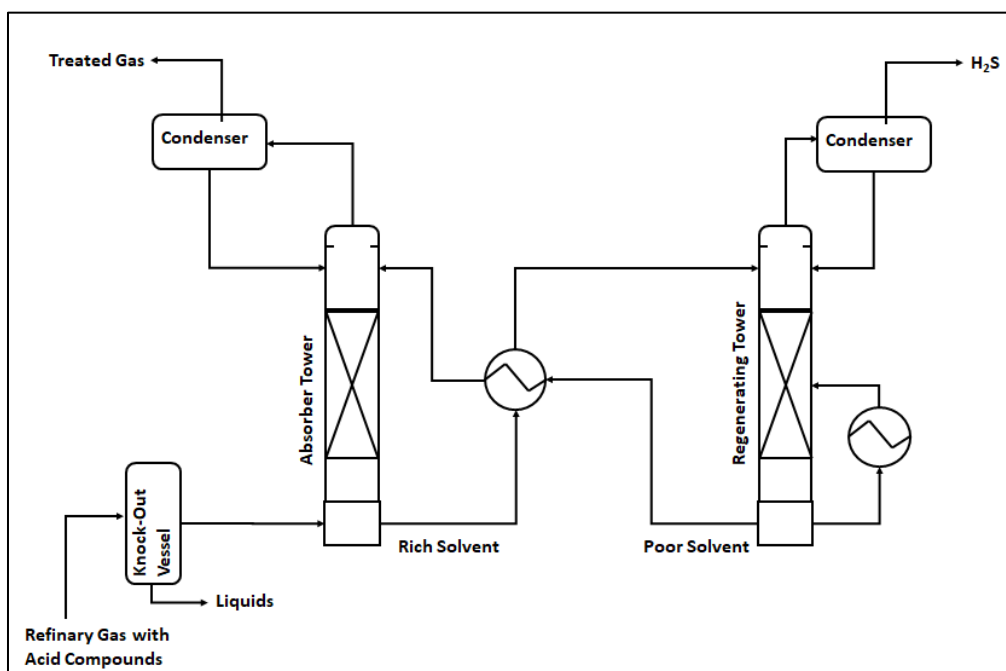 Treated Gas
H₂S
Condenser
Condenser
Absorber Tower
Regenerating Tower
Knock-Out
Vessel
Rich Solvent
Poor Solvent
Liquids
Refinary Gas with
Acid Compounds